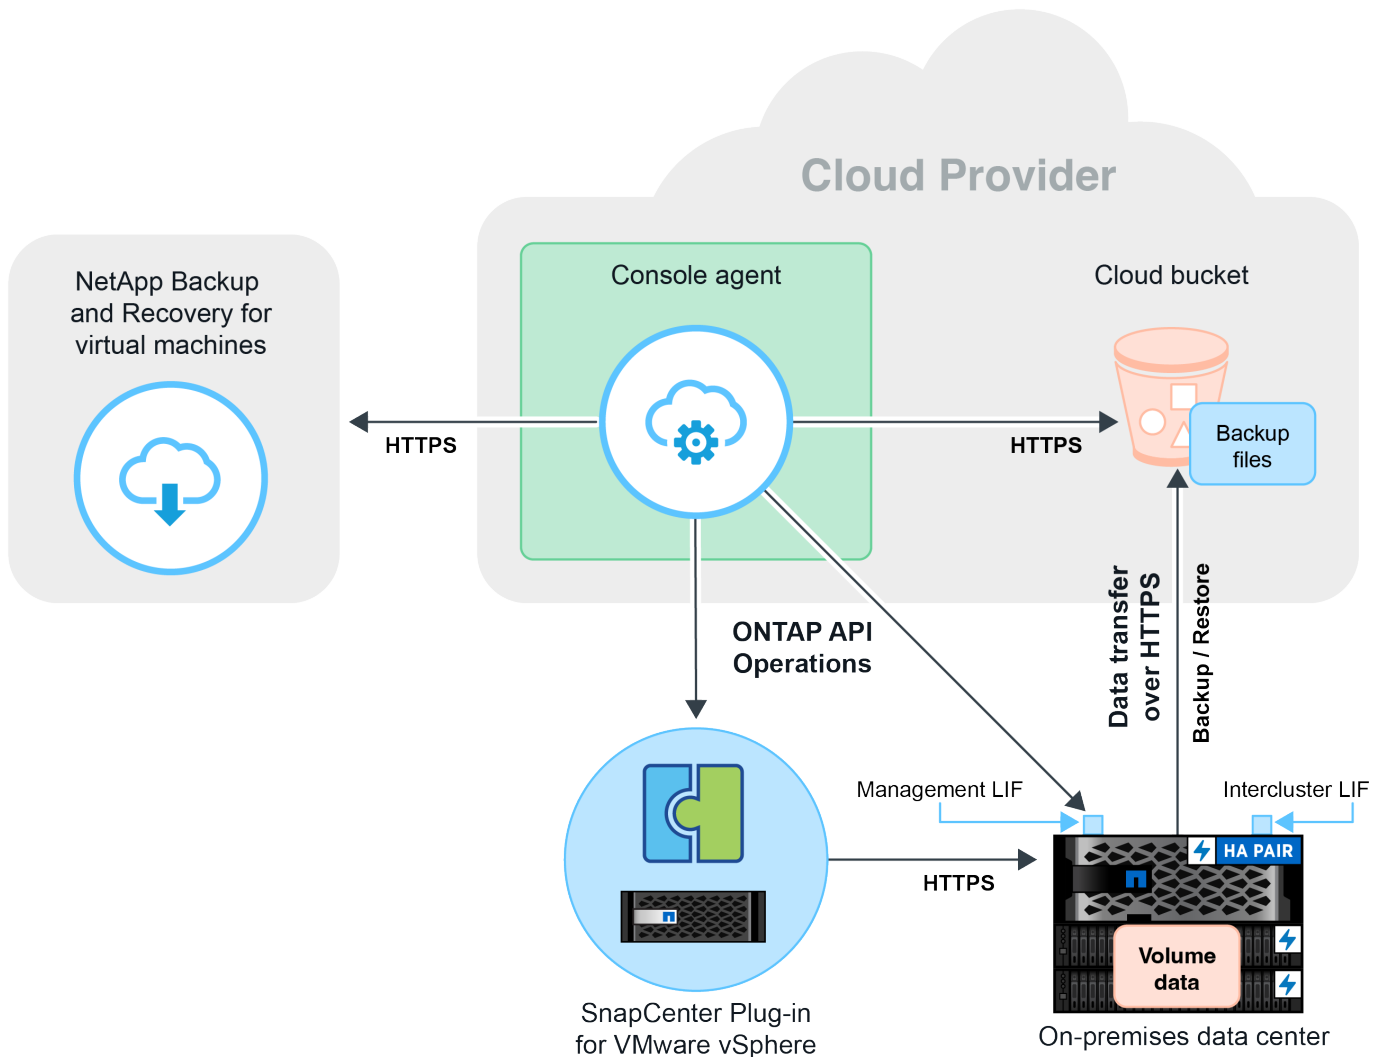 Cloud Provider
NetApp Backup
and Recovery for
virtual machines
Console agent
Cloud bucket
Backup
files
HTTPS
HTTPS
ONTAP API
Operations
Data transfer
over HTTPS
Backup / Restore
Management LIF
Intercluster LIF
HA PAIR
HTTPS
Volume
data
SnapCenter Plug-in
for VMware vSphere
On-premises data center